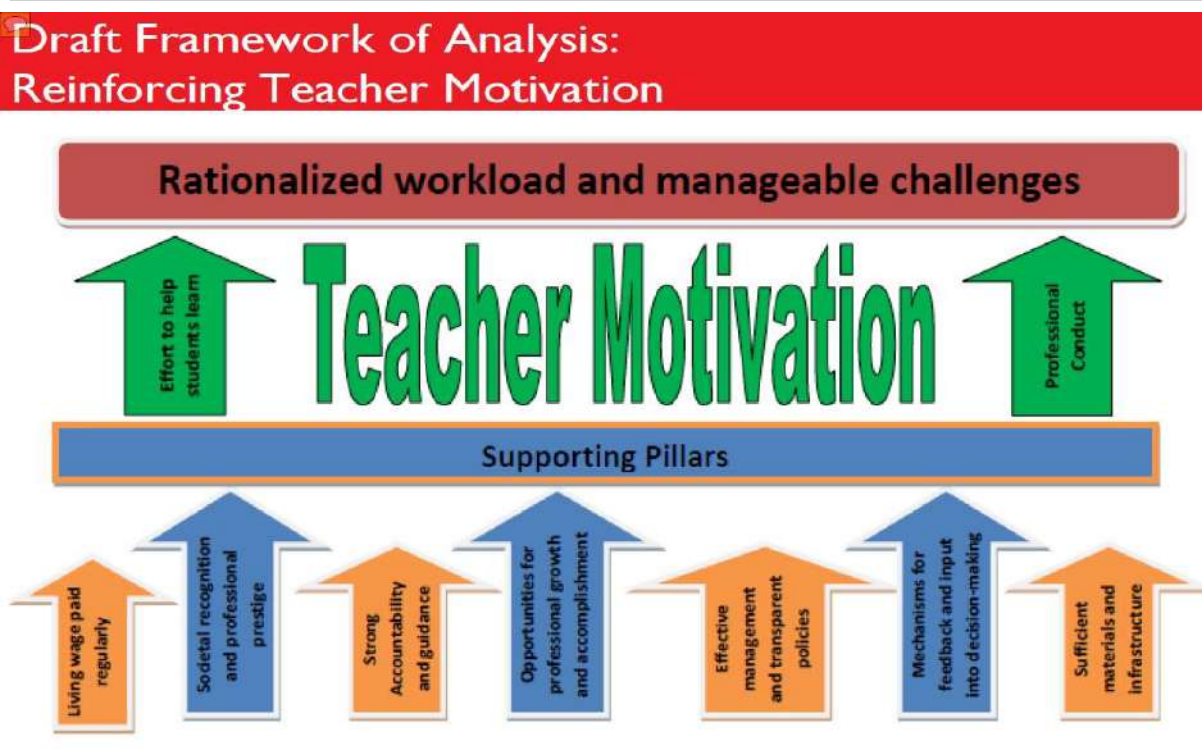 Draft Framework of Analysis:
Reinforcing Teacher Motivation
Rationalized workload and manageable challenges
Effort to help
students learn
Teacher Motivation
Professional
Conduct
Supporting Pillars
Living wage paid
regularly
Sodetal recognition
and professional
prestige
Strong
Accountability
and guidance
Opportunities for
professional growth
and accomplishment
Effective
management
and transparent
policies
Mechanisms for
feedback and input
into decision-making
Sufficient
materials and
infrastructure